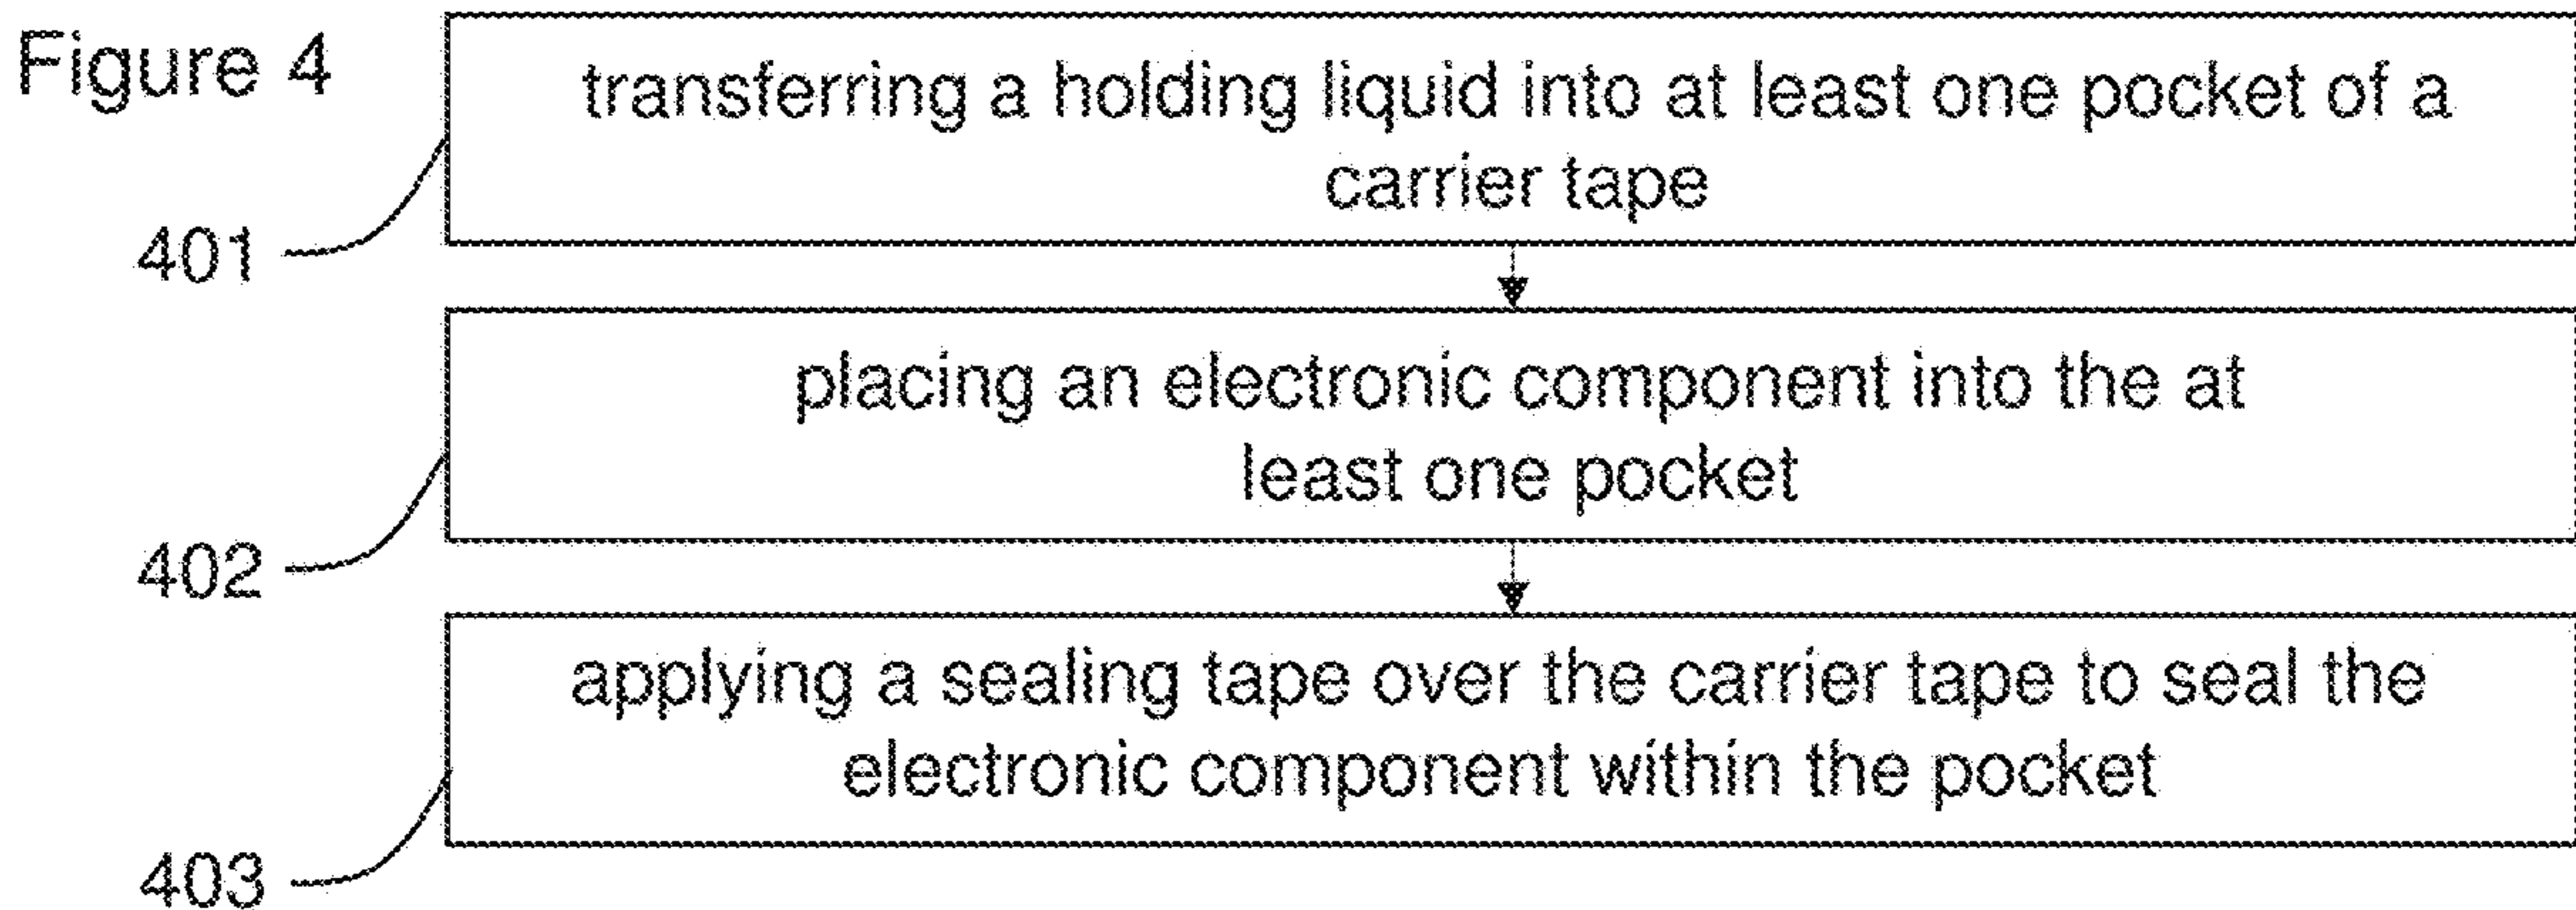 Figure 4
transferring a holding liquid into at least one pocket of a
carrier tape
401
placing an electronic component into the at
least one pocket
402
applying a sealing tape over the carrier tape to seal the
electronic component within the pocket
403